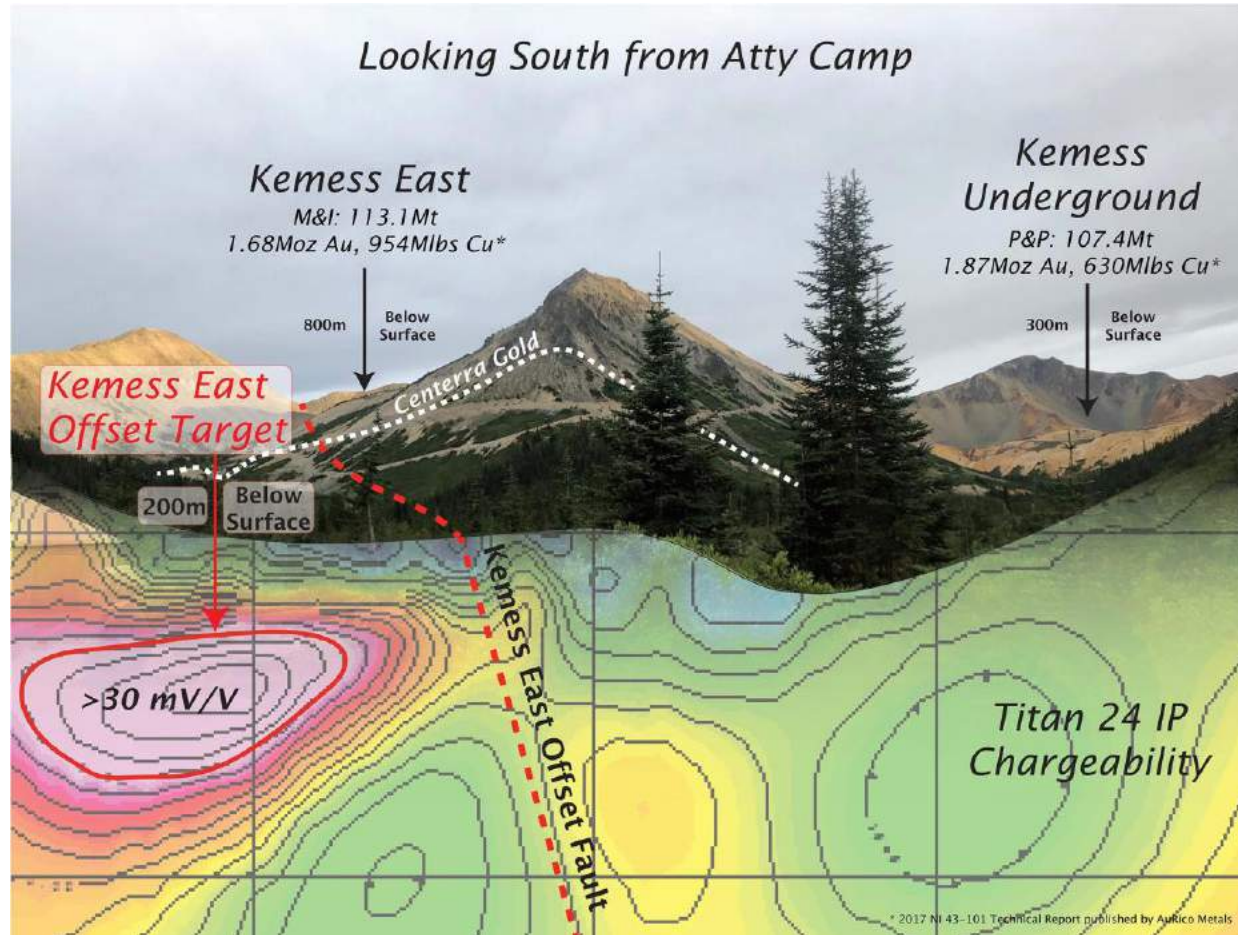 Looking South from Atty Camp
Kemess East
M&I: 113.1Mt
1.68Moz Au, 954Mlbs Cu*
800m
Below
Surface
Kemess
Underground
P&P: 107.4Mt
1.87Moz Au, 630Mlbs Cu*
300m
Below
Surface
Centerra Gold
Kemess East
Offset Target
200m
Below
Surface
Kemess East Offset Fault
>30 mV/V
Titan 24 IP
Chargeability
* 2017 NI 43-101 Technical Report published by AuRico Metals